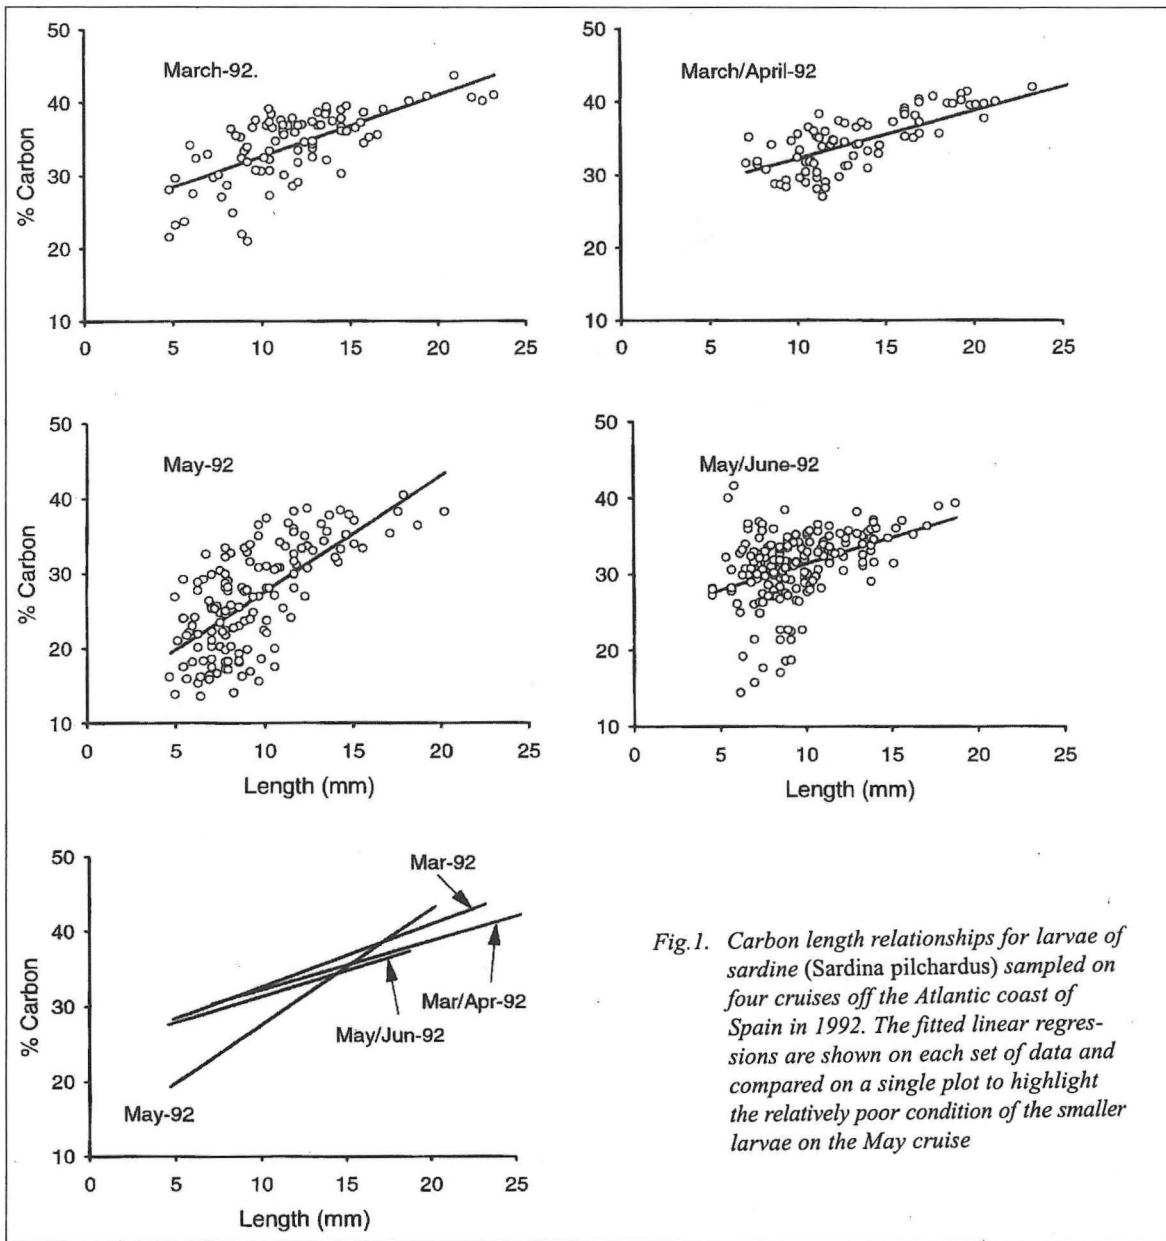 50
40
30
20
10
% Carbon
March-92.
0 5 10 15 20 25
50
40
30
20
10
March/April-92
0 5 10 15 20 25
50
40
30
20
10
% Carbon
May-92
0 5 10 15 20 25
Length (mm)
50
40
30
20
10
May/June-92
0 5 10 15 20 25
Length (mm)
50
40
30
20
10
% Carbon
Mar-92
Mar/Apr-92
May/Jun-92
May-92
0 5 10 15 20 25
Length (mm)
Fig.1. Carbon length relationships for larvae of
sardine (Sardina pilchardus) sampled on
four cruises off the Atlantic coast of
Spain in 1992. The fitted linear regres-
sions are shown on each set of data and
compared on a single plot to highlight
the relatively poor condition of the smaller
larvae on the May cruise